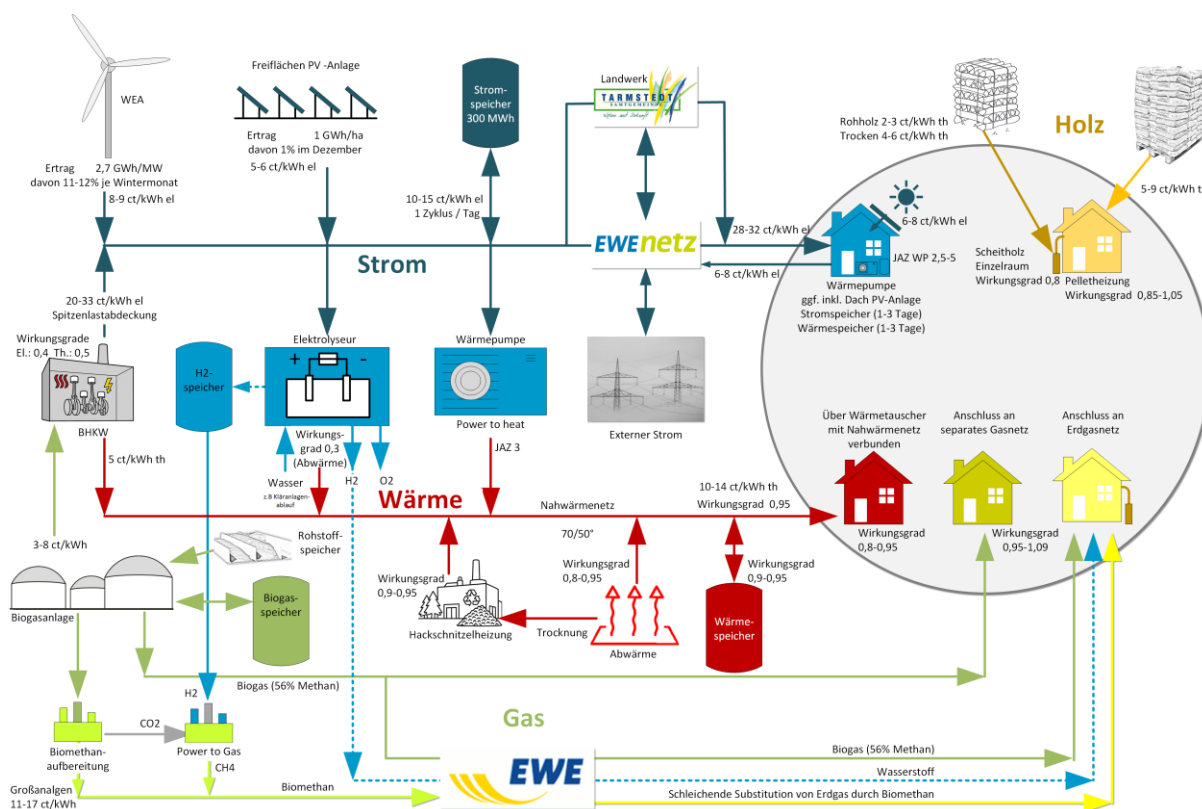 WEA
Ertrag 2,7 GWh/MW
davon 11-12% je Wintermonat
8-9 ct/kWh el
Freiflächen PV -Anlage
Ertrag 1 GWh/ha
davon 1% im Dezember
5-6 ct/kWh el
Strom-
speicher
300 MWh
10-15 ct/kWh el
1 Zyklus / Tag
Landwerk
TARMSTEDT
SAMTGEMEINDE
Rohholz 2-3 ct/kWh th
Trocken 4-6 ct/kWh th
Holz
5-9 ct/kWh t
Strom
EWE netz
28-32 ct/kWh el
6-8 ct/kWh el
6-8 ct/kWh el
JAZ WP 2,5-5
Wärmepumpe
ggf. inkl. Dach PV-Anlage
Stromspeicher (1-3 Tage)
Wärmespeicher (1-3 Tage)
Scheitholz
Einzelraum
Wirkungsgrad 0,8
Pelletheizung
Wirkungsgrad 0,85-1,05
20-33 ct/kWh el
Spitzenlastabdeckung
Wirkungsgrade
El.: 0,4 Th.: 0,5
BHKW
5 ct/kWh th
H2-
speicher
Elektrolyseur
+ -
Wirkungs-
grad 0,3
(Abwärme)
H2
O2
Wasser
z.B Kläranlagen-
ablauf
Wärmepumpe
Power to heat
JAZ 3
Externer Strom
Über Wärmetauscher
mit Nahwärmenetz
verbunden
Anschluss an
separates Gasnetz
Anschluss an
Erdgasnetz
Wärme
Nahwärmenetz
70/50°
10-14 ct/kWh th
Wirkungsgrad 0,95
Wirkungsgrad
0,8-0,95
Wirkungsgrad
0,95-1,09
3-8 ct/kWh
Rohstoff-
speicher
Biogasanlage
Biogas-
speicher
Wirkungsgrad
0,9-0,95
Hackschnitzelheizung
Trocknung
Wirkungsgrad
0,8-0,95
Abwärme
Wirkungsgrad
0,9-0,95
Wärme-
speicher
Biogas (56% Methan)
H2
CO2
Biomethan-
aufbereitung
Power to Gas
CH4
Großanalgen
11-17 ct/kWh
Biomethan
Gas
EWE
Biogas (56% Methan)
Wasserstoff
Schleichende Substitution von Erdgas durch Biomethan